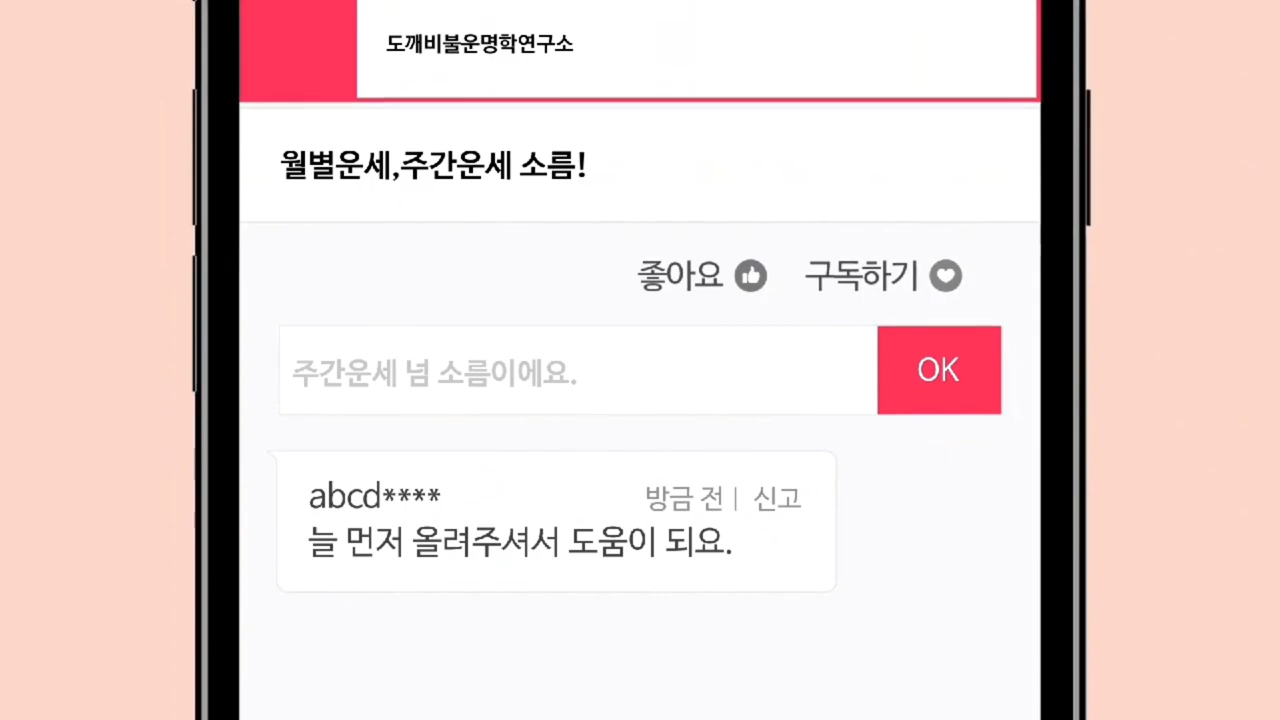 도깨비불운명학연구소
월별운세,주간운세 소름!
좋아요 구독하기
주간운세 넘 소름이에요.
OK
abcd****
방금 전 | 신고
늘 먼저 올려주셔서 도움이 되요.